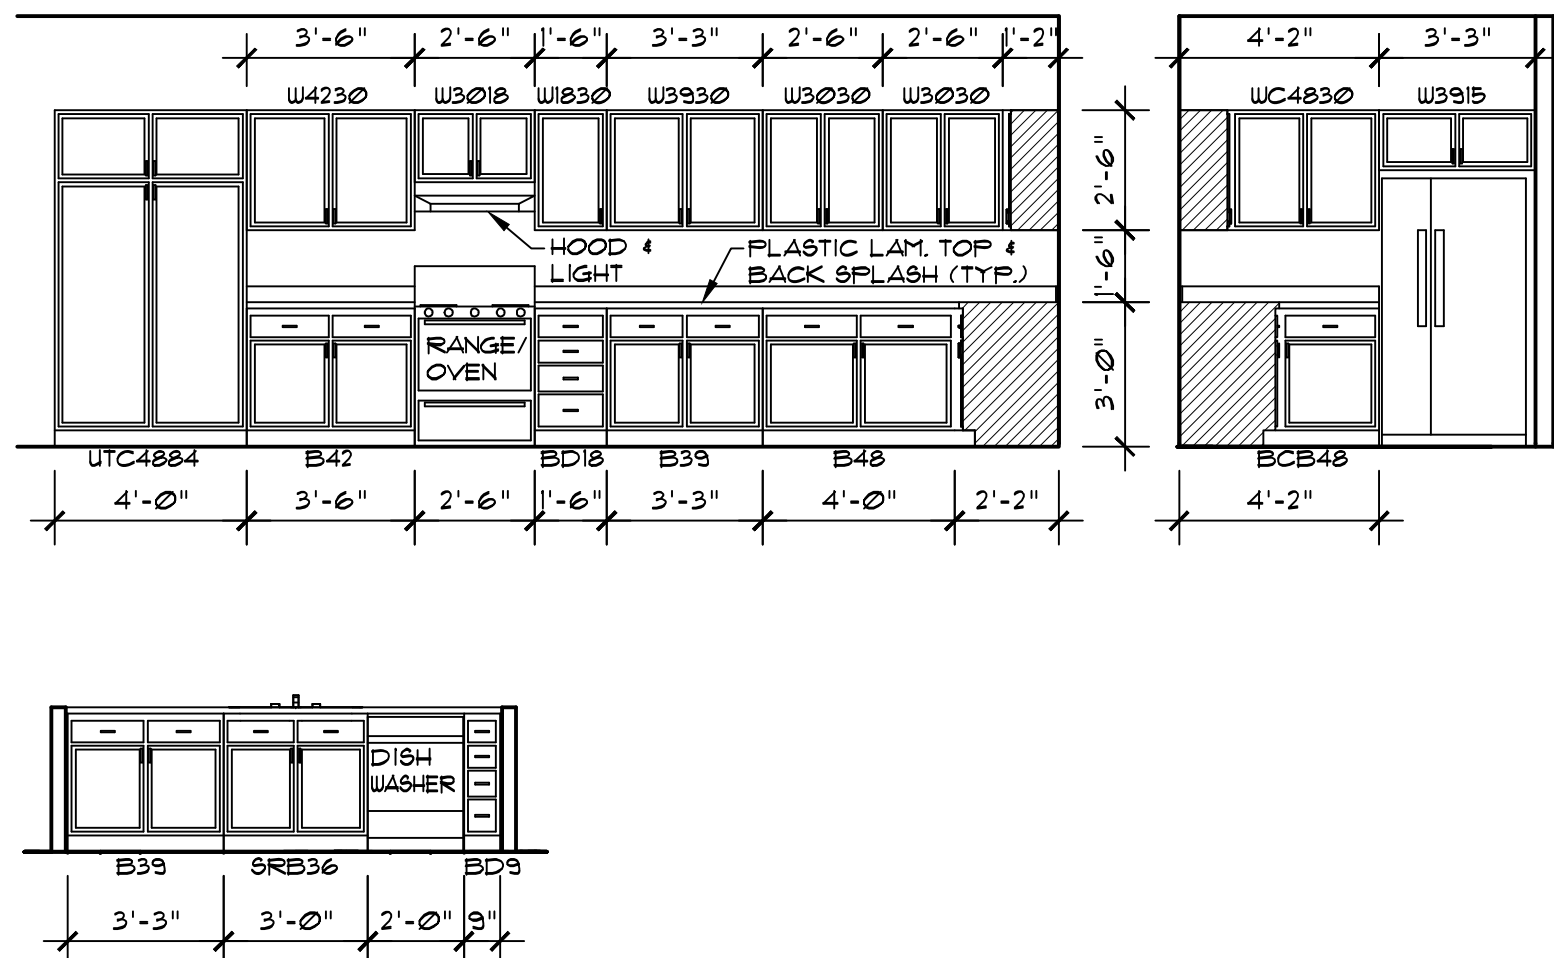 3'-6" 2'-6" 1'-6" 3'-3" 2'-6" 2'-6" 1'-2" 4'-2" 3'-3"
W4230 W3018 W1830 W3930 W3030 W3030 WC4830 W3915
2'-6"
HOOD &
LIGHT
PLASTIC LAM. TOP &
BACK SPLASH (TYP.)
1'-6"
RANGE/
OVEN
3'-0"
UTC4884 B42 BD18 B39 B48 BCB48
4'-0" 3'-6" 2'-6" 1'-6" 3'-3" 4'-0" 2'-2" 4'-2"
DISH
WASHER
B39 SRB36 BD9
3'-3" 3'-0" 2'-0" 9"